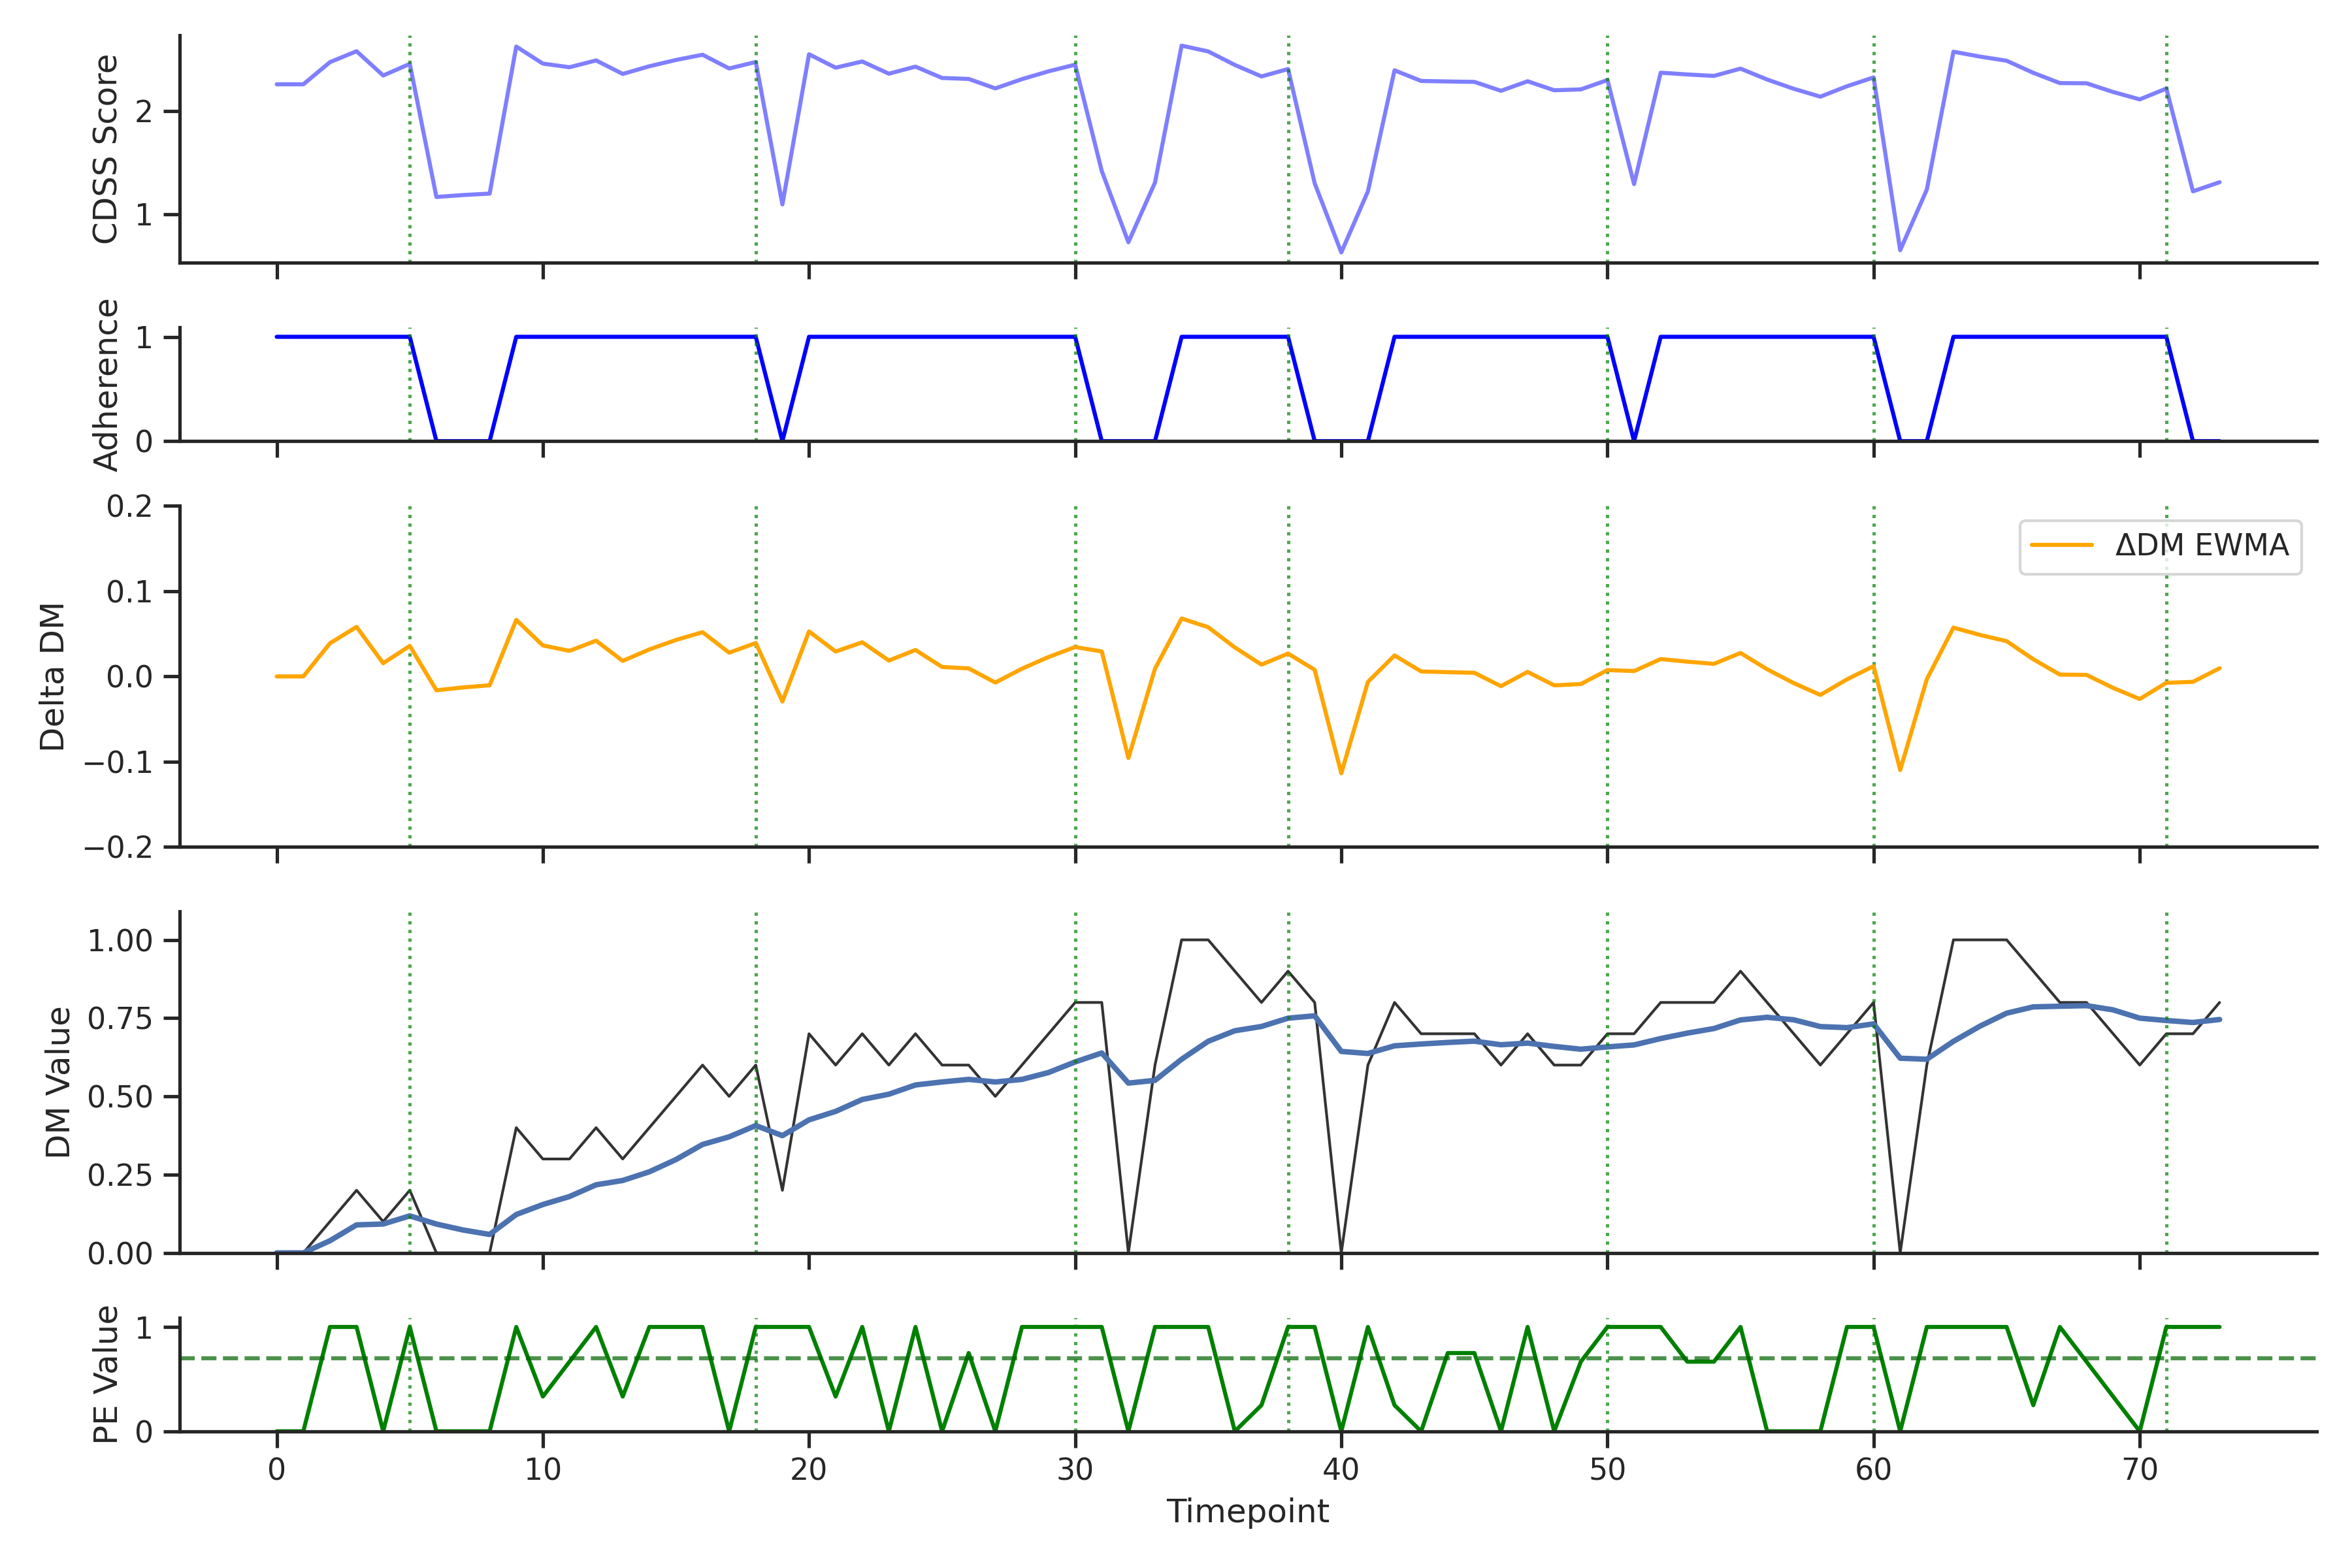 CDSS Score
2
1
Adherence
1
0
Delta DM
0.2
0.1
0.0
−0.1
−0.2
ΔDM EWMA
DM Value
1.00
0.75
0.50
0.25
0.00
PE Value
1
0
0 10 20 30 40 50 60 70
Timepoint